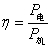 η = P电 / P机